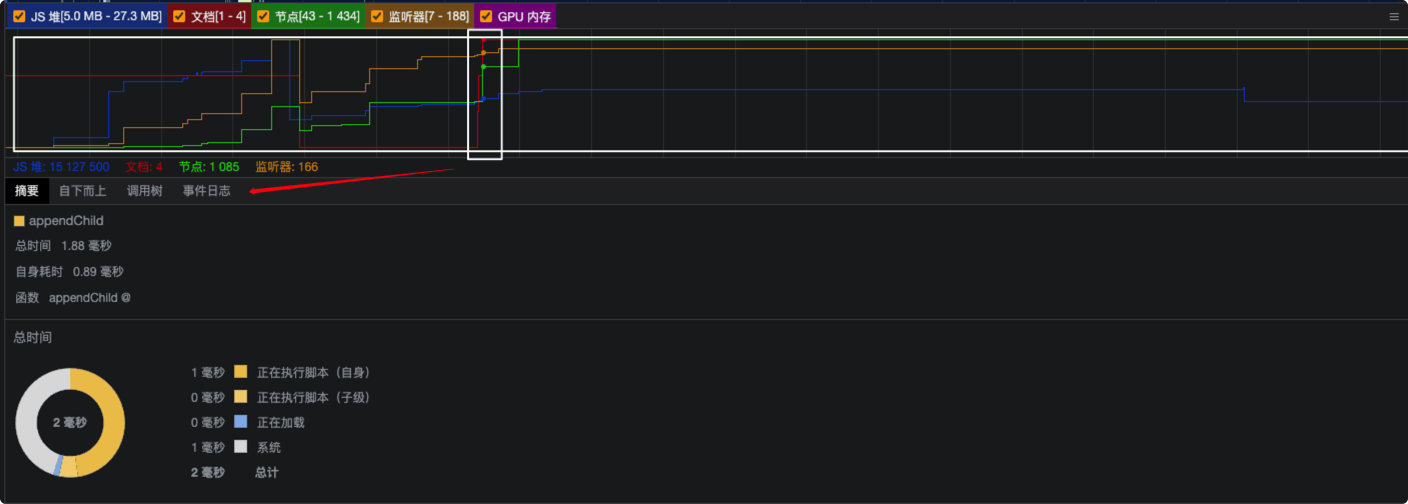 JS 堆[5.0 MB - 27.3 MB] 文档[1 - 4] 节点[43 - 1 434] 监听器[7 - 188] GPU 内存
JS 堆: 15 127 500 文档: 4 节点: 1 085 监听器: 166
摘要 自下而上 调用树 事件日志
appendChild
总时间 1.88 毫秒
自身耗时 0.89 毫秒
函数 appendChild @
总时间
2 毫秒
1 毫秒 正在执行脚本（自身）
0 毫秒 正在执行脚本（子级）
0 毫秒 正在加载
1 毫秒 系统
2 毫秒 总计